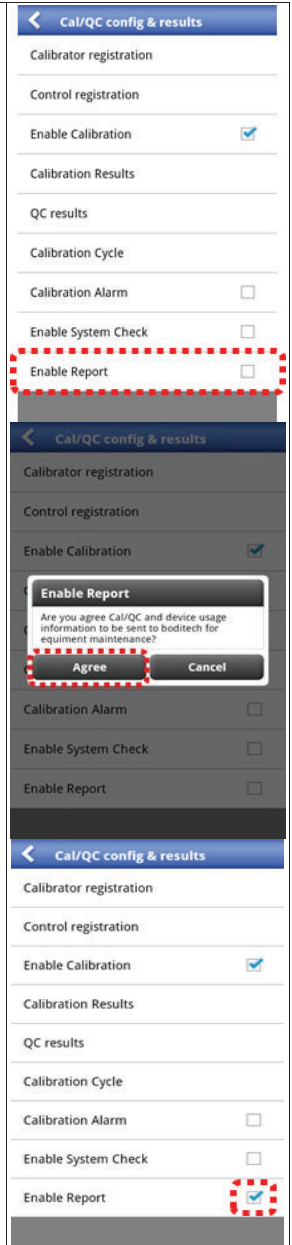 Cal/QC config & results
Calibrator registration
Control registration
Enable Calibration
Calibration Results
QC results
Calibration Cycle
Calibration Alarm
Enable System Check
Enable Report
Cal/QC config & results
Calibrator registration
Control registration
Enable Calibration
Enable Report
Are you agree Cal/QC and device usage
information to be sent to boditech for
equiment maintenance?
Agree Cancel
Calibration Alarm
Enable System Check
Enable Report
Cal/QC config & results
Calibrator registration
Control registration
Enable Calibration
Calibration Results
QC results
Calibration Cycle
Calibration Alarm
Enable System Check
Enable Report